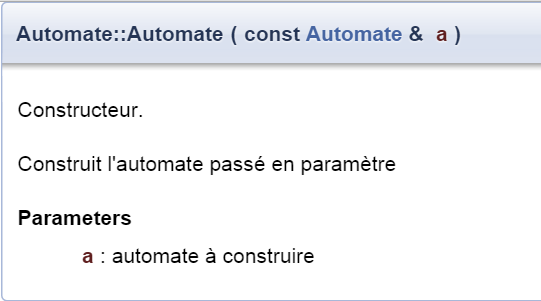 Automate::Automate ( const Automate & a )
Constructeur.
Construit l'automate passé en paramètre
Parameters
a : automate à construire